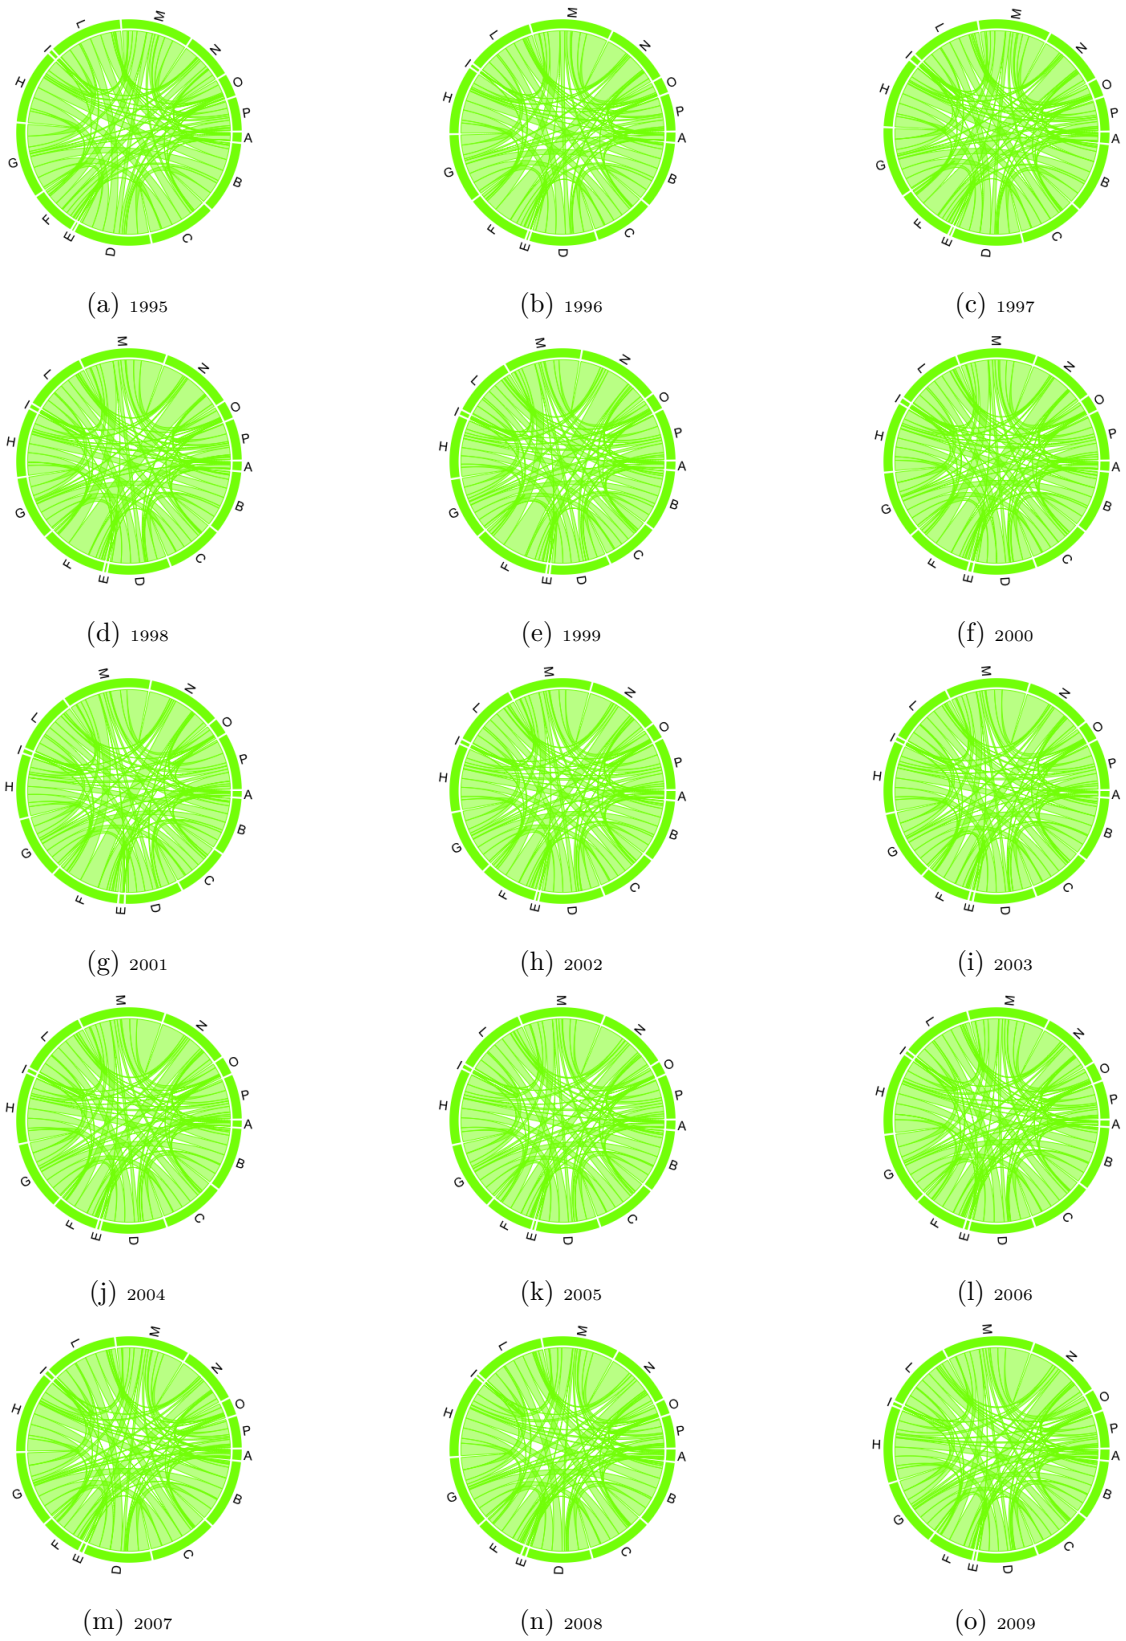 A B C D E F G H I L M N O P
(a) 1995
A B C D E F G H I L M N O P
(b) 1996
A B C D E F G H I L M N O P
(c) 1997
A B C D E F G H I L M N O P
(d) 1998
A B C D E F G H I L M N O P
(e) 1999
A B C D E F G H I L M N O P
(f) 2000
A B C D E F G H I L M N O P
(g) 2001
A B C D E F G H I L M N O P
(h) 2002
A B C D E F G H I L M N O P
(i) 2003
A B C D E F G H I L M N O P
(j) 2004
A B C D E F G H I L M N O P
(k) 2005
A B C D E F G H I L M N O P
(l) 2006
A B C D E F G H I L M N O P
(m) 2007
A B C D E F G H I L M N O P
(n) 2008
A B C D E F G H I L M N O P
(o) 2009